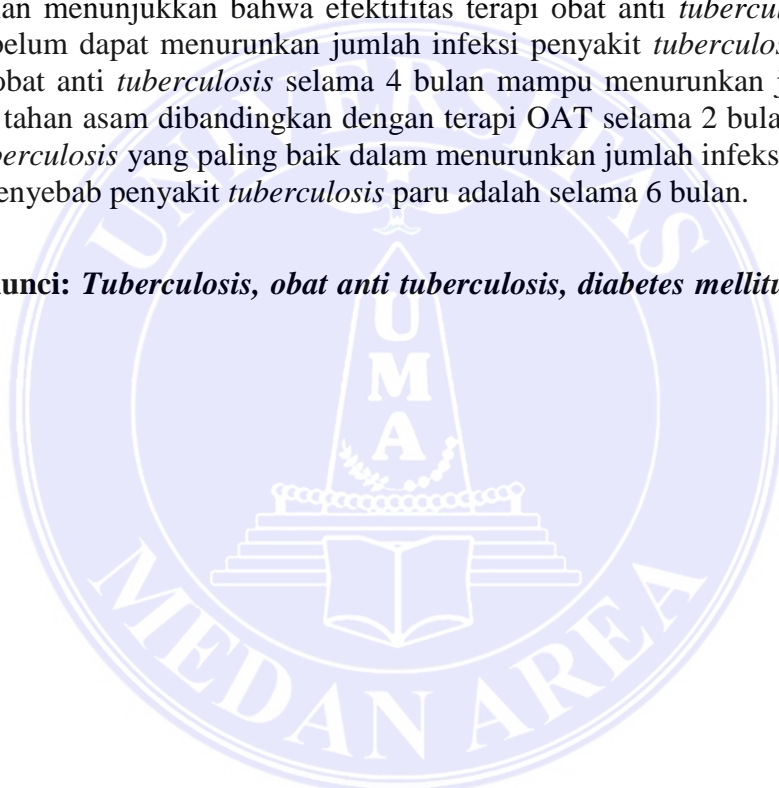 an menunjukkan bahwa efektifitas terapi obat anti tubercul
belum dapat menurunkan jumlah infeksi penyakit tuberculos
obat anti tuberculosis selama 4 bulan mampu menurunkan j
tahan asam dibandingkan dengan terapi OAT selama 2 bula
berculosis yang paling baik dalam menurunkan jumlah infeks
enyebab penyakit tuberculosis paru adalah selama 6 bulan.
unci: Tuberculosis, obat anti tuberculosis, diabetes mellitu
UNIVERSITAS
U
M
A
MEDAN AREA